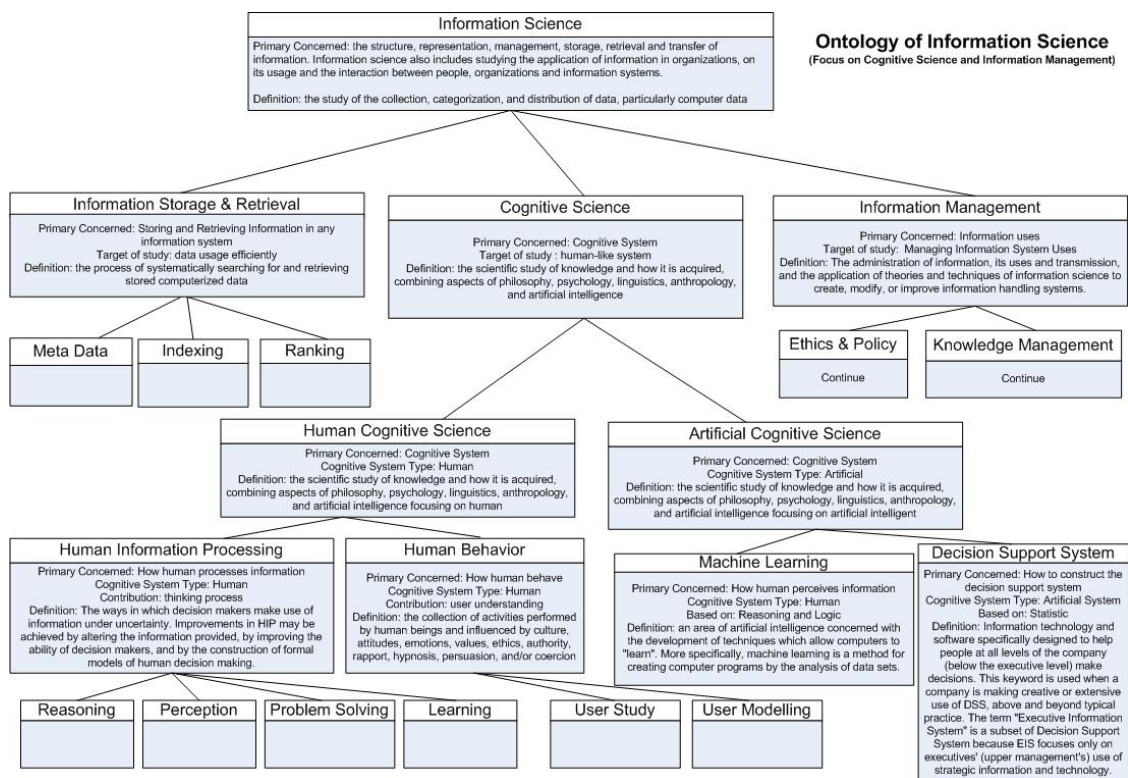 Information Science
Primary Concerned: the structure, representation, management, storage, retrieval and transfer of
information. Information science also includes studying the application of information in organizations, on
its usage and the interaction between people, organizations and information systems.
Definition: the study of the collection, categorization, and distribution of data, particularly computer data
Ontology of Information Science
(Focus on Cognitive Science and Information Management)
Information Storage & Retrieval
Primary Concerned: Storing and Retrieving Information in any
information system
Target of study: data usage efficiently
Definition: the process of systematically searching for and retrieving
stored computerized data
Cognitive Science
Primary Concerned: Cognitive System
Target of study : human-like system
Definition: the scientific study of knowledge and how it is acquired,
combining aspects of philosophy, psychology, linguistics, anthropology,
and artificial intelligence
Information Management
Primary Concerned: Information uses
Target of study: Managing Information System Uses
Definition: The administration of information, its uses and transmission,
and the application of theories and techniques of information science to
create, modify, or improve information handling systems.
Meta Data
Indexing
Ranking
Ethics & Policy
Continue
Knowledge Management
Continue
Human Cognitive Science
Primary Concerned: Cognitive System
Cognitive System Type: Human
Definition: the scientific study of knowledge and how it is acquired,
combining aspects of philosophy, psychology, linguistics, anthropology,
and artificial intelligence focusing on human
Artificial Cognitive Science
Primary Concerned: Cognitive System
Cognitive System Type: Artificial
Definition: the scientific study of knowledge and how it is acquired,
combining aspects of philosophy, psychology, linguistics, anthropology,
and artificial intelligence focusing on artificial intelligent
Human Information Processing
Primary Concerned: How human processes information
Cognitive System Type: Human
Contribution: thinking process
Definition: The ways in which decision makers make use of
information under uncertainty. Improvements in HIP may be
achieved by altering the information provided, by improving the
ability of decision makers, and by the construction of formal
models of human decision making.
Human Behavior
Primary Concerned: How human behave
Cognitive System Type: Human
Contribution: user understanding
Definition: the collection of activities performed
by human beings and influenced by culture,
attitudes, emotions, values, ethics, authority,
rapport, hypnosis, persuasion, and/or coercion
Machine Learning
Primary Concerned: How human perceives information
Cognitive System Type: Human
Based on: Reasoning and Logic
Definition: an area of artificial intelligence concerned with
the development of techniques which allow computers to
"learn". More specifically, machine learning is a method for
creating computer programs by the analysis of data sets.
Decision Support System
Primary Concerned: How to construct the
decision support system
Cognitive System Type: Artificial System
Based on: Statistic
Definition: Information technology and
software specifically designed to help
people at all levels of the company
(below the executive level) make
decisions. This keyword is used when a
company is making creative or extensive
use of DSS, above and beyond typical
practice. The term "Executive Information
System" is a subset of Decision Support
System because EIS focuses only on
executives' (upper management's) use of
strategic information and technology.
Reasoning
Perception
Problem Solving
Learning
User Study
User Modelling